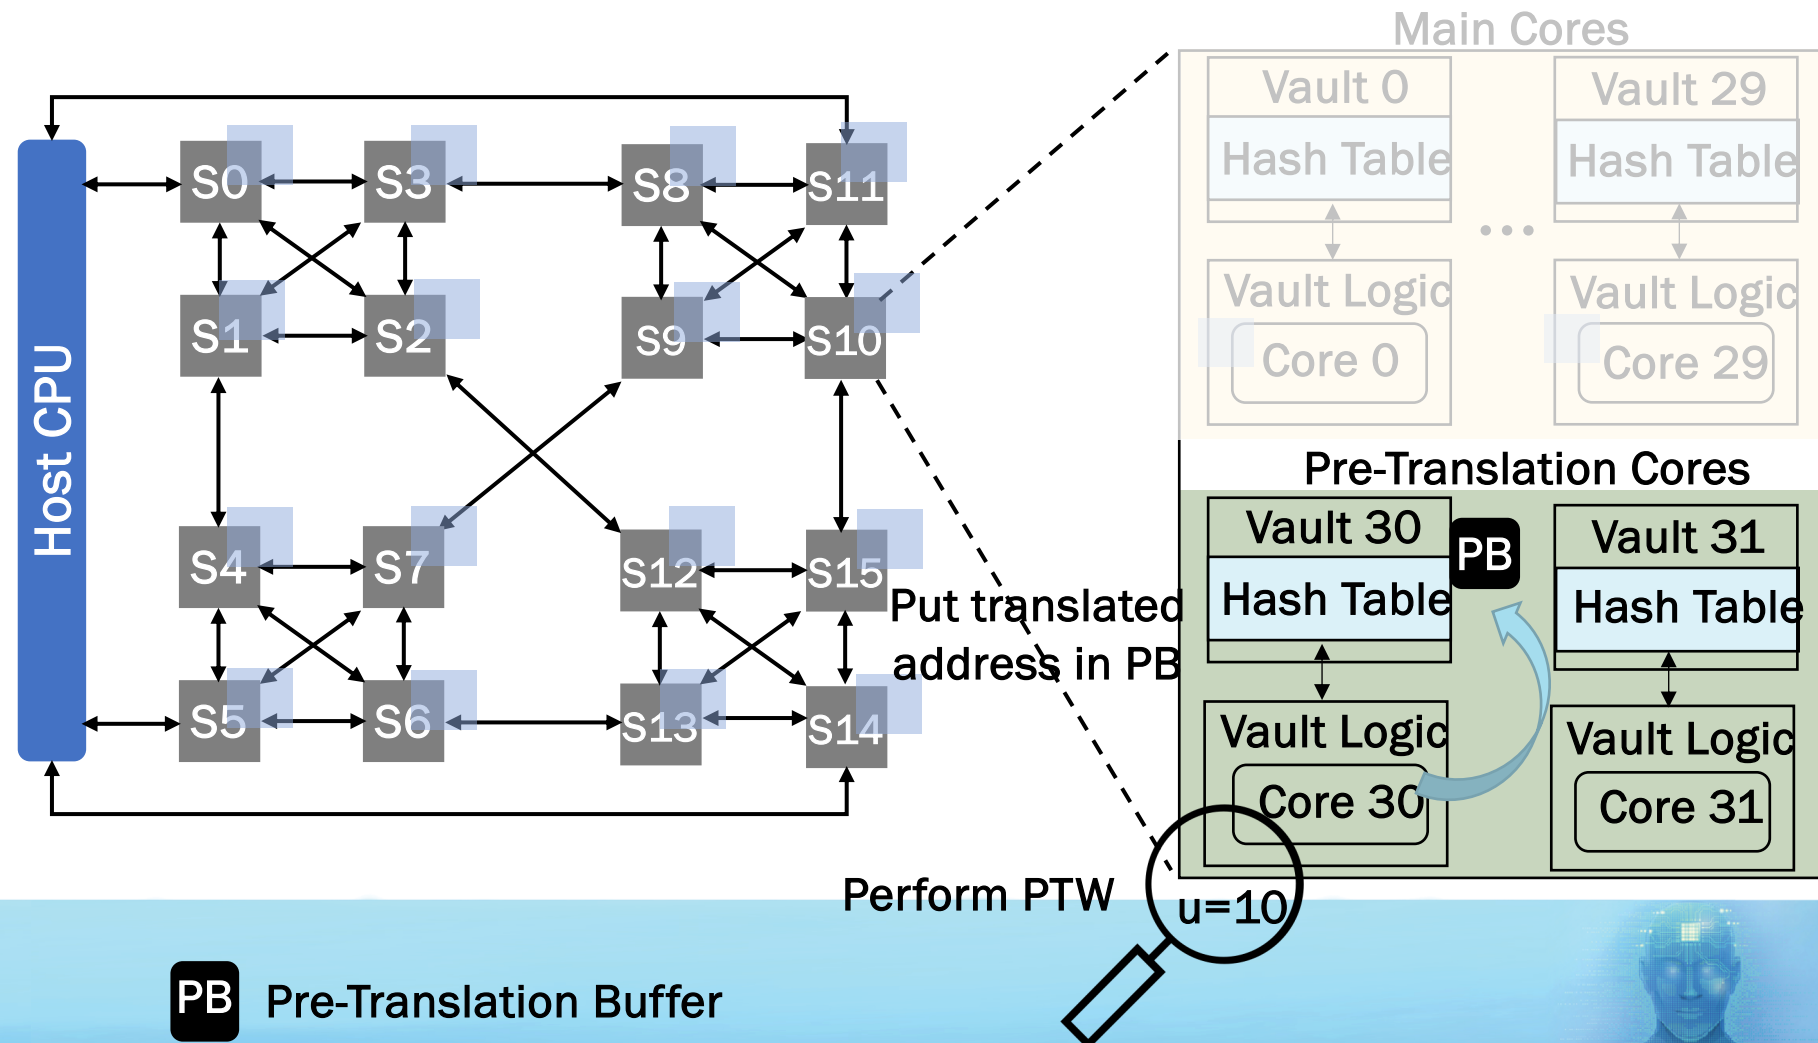 Main Cores
Vault 0
Vault 29
Hash Table
Hash Table
...
Vault Logic
Vault Logic
Core 0
Core 29
Host CPU
S0
S3
S8
S11
S1
S2
S9
S10
S4
S7
S12
S15
S5
S6
S13
S14
Pre-Translation Cores
Vault 30
PB
Vault 31
Hash Table
Hash Table
Put translated
address in PB
Vault Logic
Vault Logic
Core 30
Core 31
Perform PTW
u=10
PB
Pre-Translation Buffer